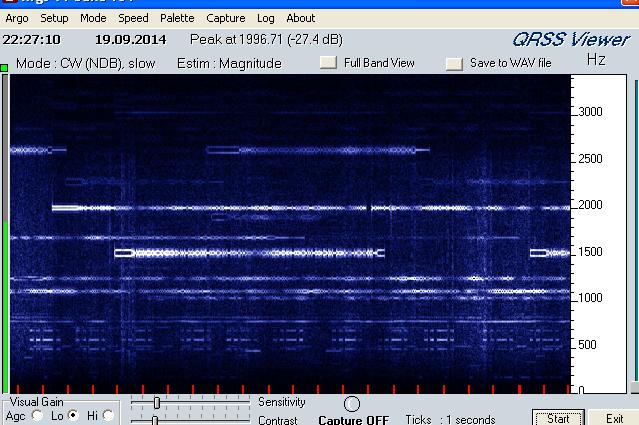 Argo Setup Mode Speed Palette Capture Log About
22:27:10 19.09.2014 Peak at 1996.71 (-27.4 dB) QRSS Viewer
Mode : CW (NDB), slow Estim : Magnitude Full Band View Save to WAV file Hz
3000
2500
2000
1500
1000
500
0
Visual Gain
Agc Lo Hi
Sensitivity
Contrast
Capture OFF
Ticks : 1 seconds
Start
Exit